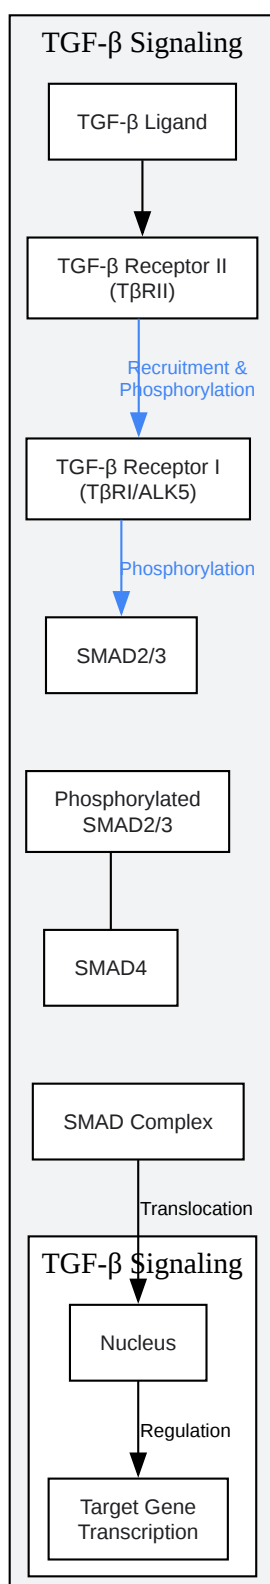 TGF-β Signaling
TGF-β Ligand
TGF-β Receptor II
(TβRII)
Recruitment &
Phosphorylation
TGF-β Receptor I
(TβRI/ALK5)
Phosphorylation
SMAD2/3
Phosphorylated
SMAD2/3
SMAD4
SMAD Complex
Translocation
TGF-β Signaling
Nucleus
Regulation
Target Gene
Transcription